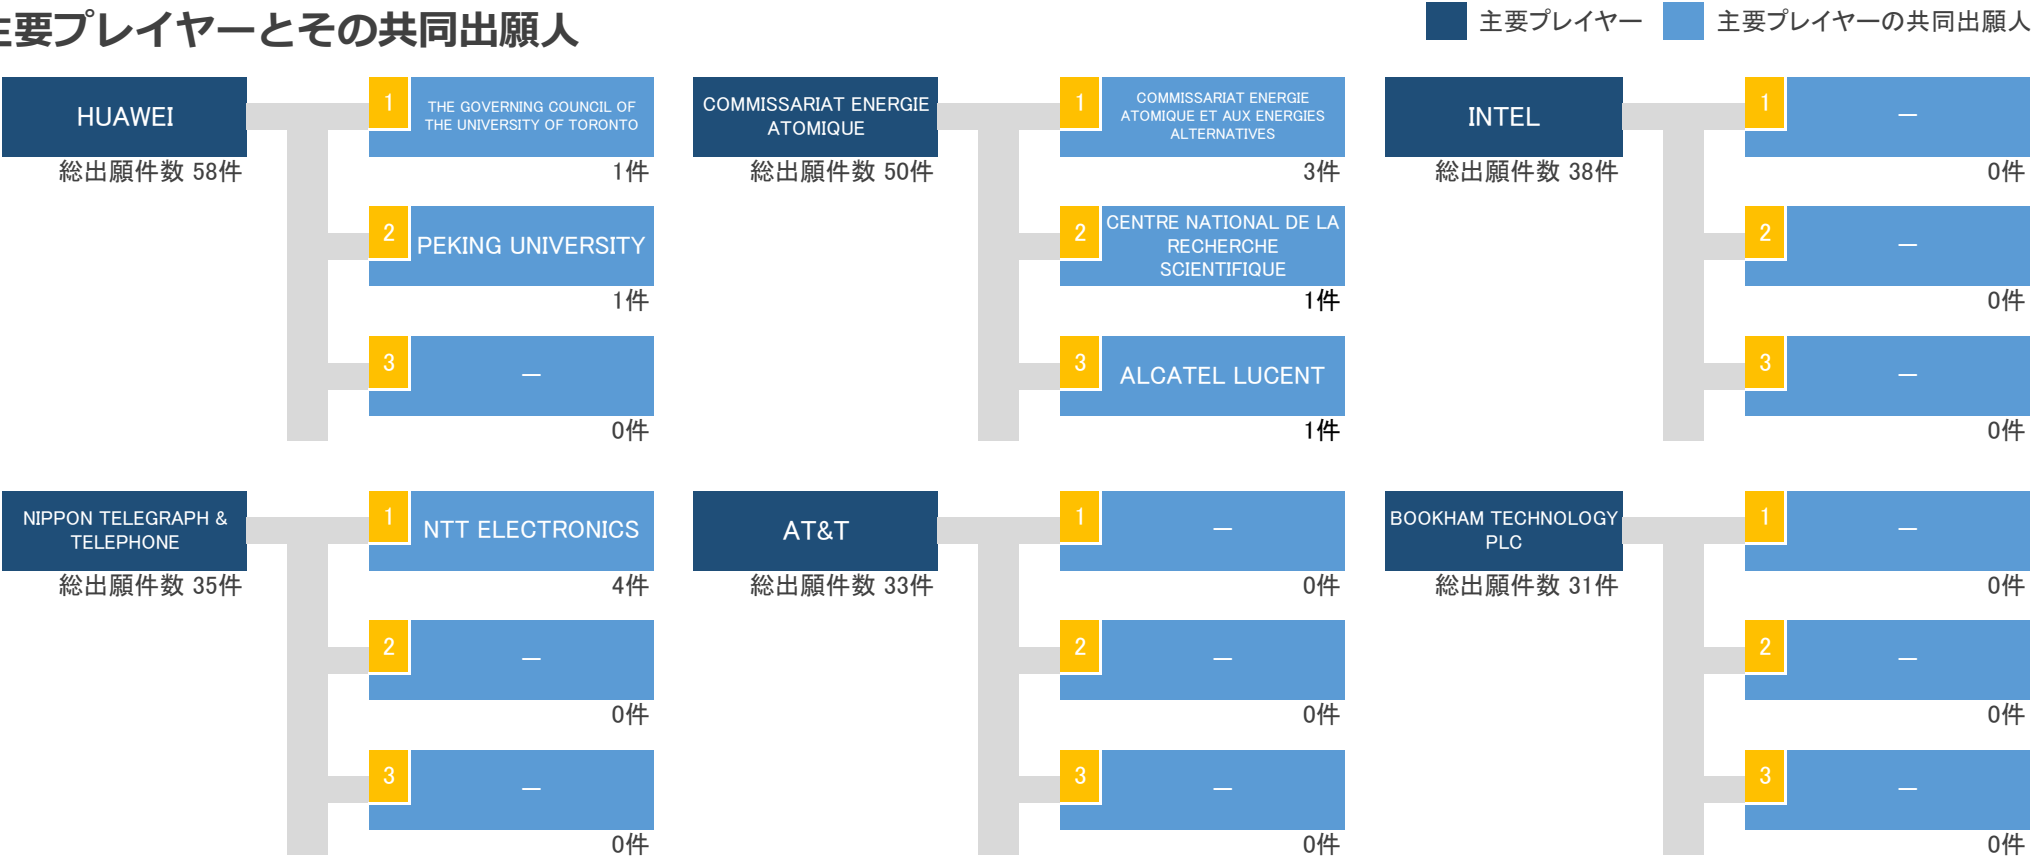 主要プレイヤーとその共同出願人
主要プレイヤー
主要プレイヤーの共同出願人
HUAWEI
総出願件数 58件
1
THE GOVERNING COUNCIL OF
THE UNIVERSITY OF TORONTO
1件
2
PEKING UNIVERSITY
1件
3
—
0件
COMMISSARIAT ENERGIE
ATOMIQUE
総出願件数 50件
1
COMMISSARIAT ENERGIE
ATOMIQUE ET AUX ENERGIES
ALTERNATIVES
3件
2
CENTRE NATIONAL DE LA
RECHERCHE
SCIENTIFIQUE
1件
3
ALCATEL LUCENT
1件
INTEL
総出願件数 38件
1
—
0件
2
—
0件
3
—
0件
NIPPON TELEGRAPH &
TELEPHONE
総出願件数 35件
1
NTT ELECTRONICS
4件
2
—
0件
3
—
0件
AT&T
総出願件数 33件
1
—
0件
2
—
0件
3
—
0件
BOOKHAM TECHNOLOGY
PLC
総出願件数 31件
1
—
0件
2
—
0件
3
—
0件